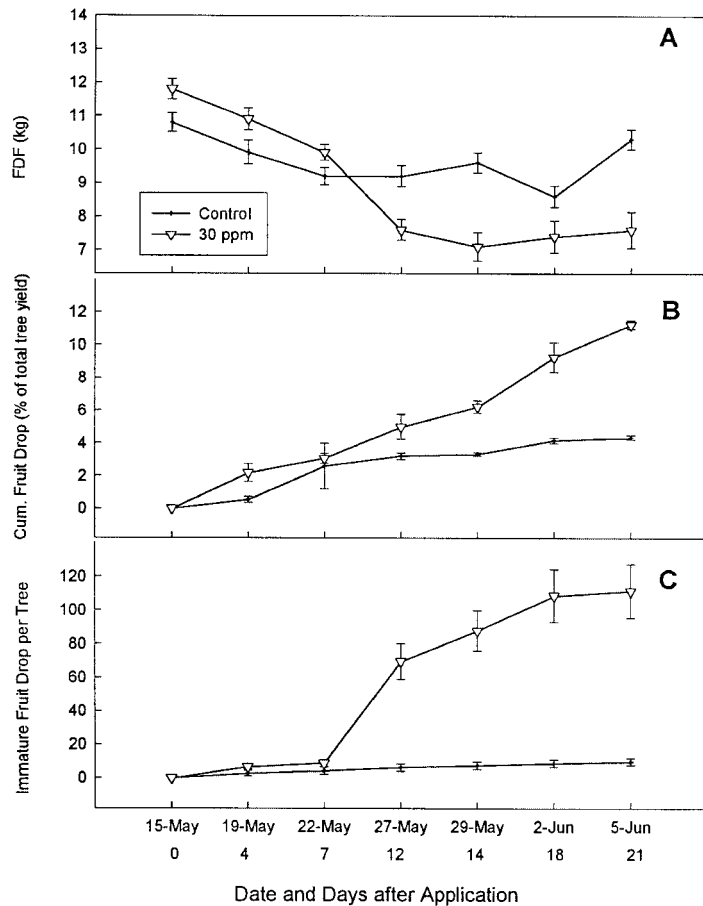 A
FDF (kg)
14
13
12
11
10
9
8
7
6
Control
30 ppm
B
Cum. Fruit Drop (% of total tree yield)
12
10
8
6
4
2
0
C
Immature Fruit Drop per Tree
120
100
80
60
40
20
0
15-May 19-May 22-May 27-May 29-May 2-Jun 5-Jun
0 4 7 12 14 18 21
Date and Days after Application